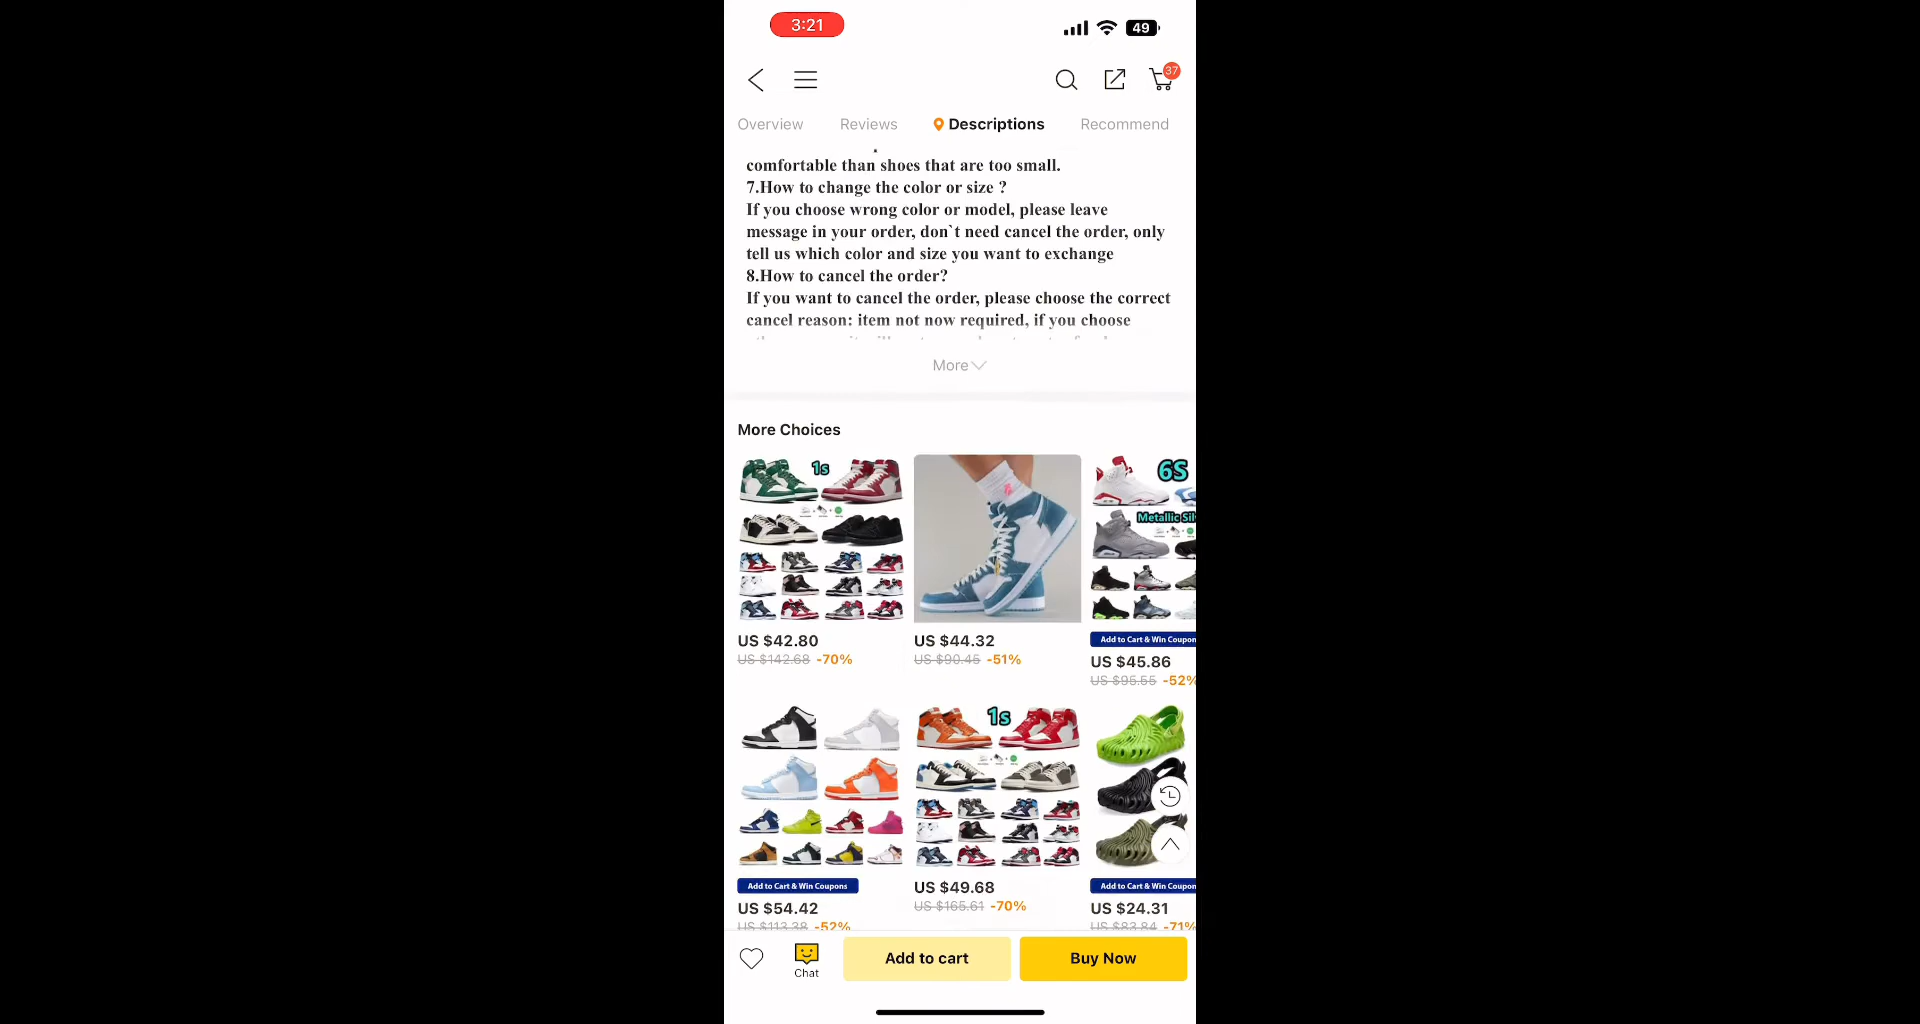 3:21
49
37
Overview Reviews Descriptions Recommend
comfortable than shoes that are too small.
7.How to change the color or size ?
If you choose wrong color or model, please leave
message in your order, don`t need cancel the order, only
tell us which color and size you want to exchange
8.How to cancel the order?
If you want to cancel the order, please choose the correct
cancel reason: item not now required, if you choose
More
More Choices
1s
6S
Metallic Sil
US $42.80
US $142.68 -70%
US $44.32
US $90.45 -51%
Add to Cart & Win Coupon
US $45.86
US $95.55 -52%
1s
Add to Cart & Win Coupons
US $54.42
US $113.38 -52%
US $49.68
US $165.61 -70%
Add to Cart & Win Coupon
US $24.31
US $83.84 -71%
Chat
Add to cart
Buy Now